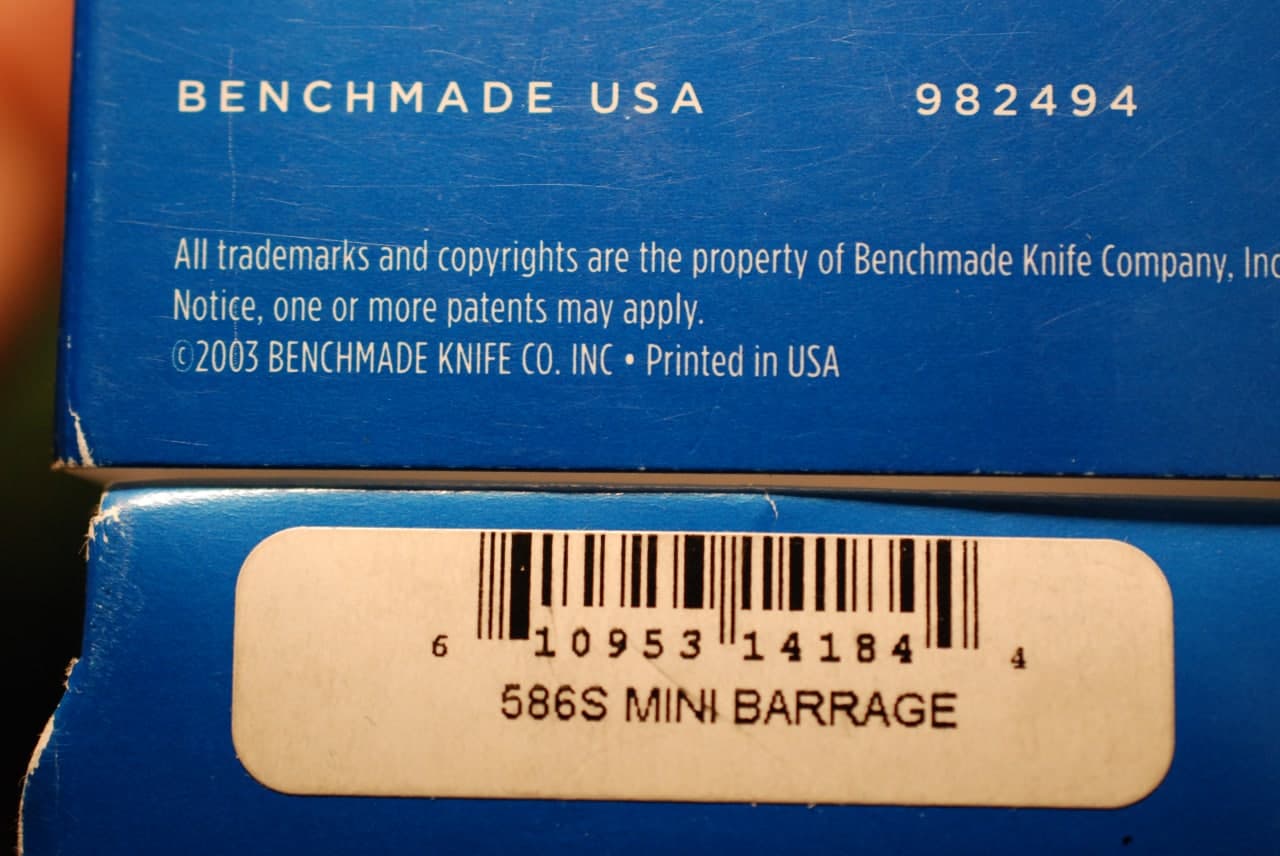 BENCHMADE USA 982494
All trademarks and copyrights are the property of Benchmade Knife Company, Inc
Notice, one or more patents may apply.
©2003 BENCHMADE KNIFE CO. INC • Printed in USA
6 10953 14184 4
586S MINI BARRAGE